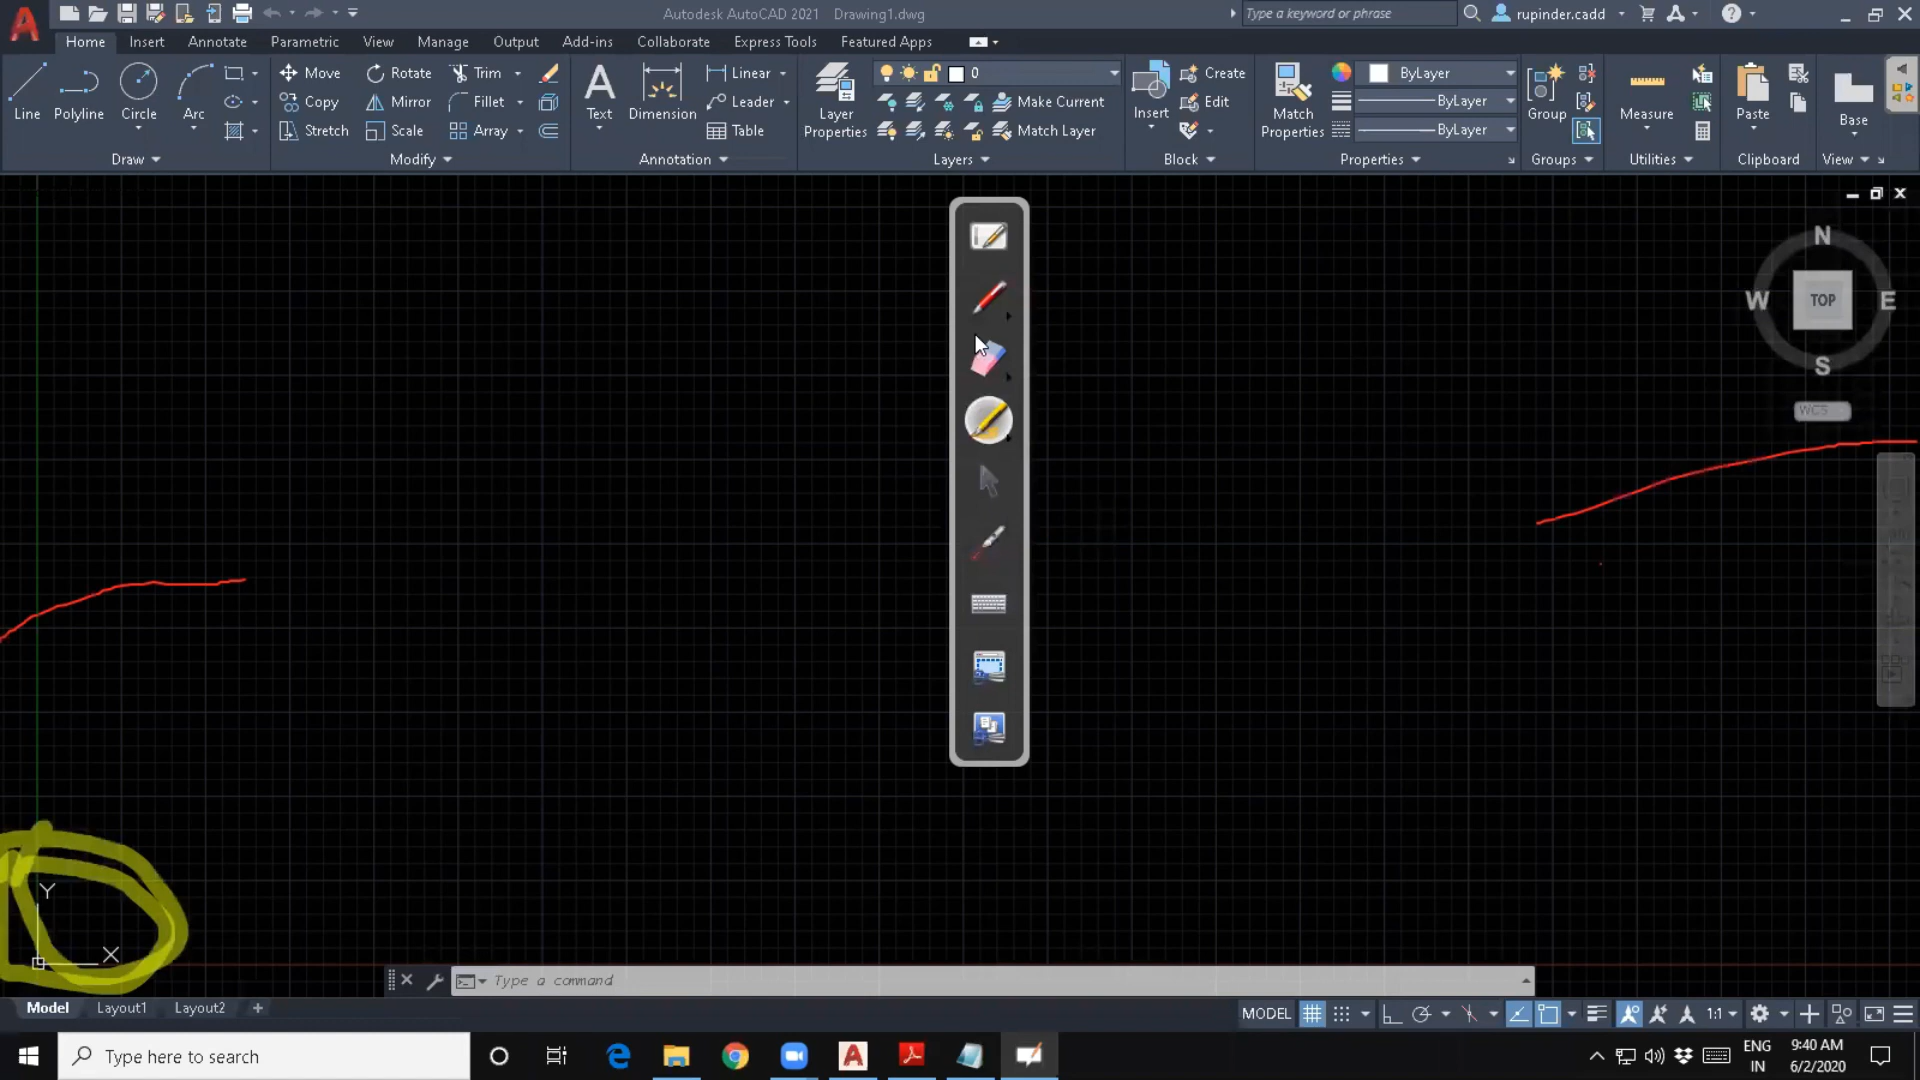 Autodesk AutoCAD 2021 Drawing1.dwg
Type a keyword or phrase
rupinder.cadd
Home Insert Annotate Parametric View Manage Output Add-ins Collaborate Express Tools Featured Apps
Line Polyline Circle Arc
Move Rotate Trim
Copy Mirror Fillet
Stretch Scale Array
Text Dimension
Linear
Leader
Table
Layer Properties
0
Make Current
Match Layer
Insert
Create
Edit
Match Properties
ByLayer
ByLayer
ByLayer
Group
Measure
Paste
Base
Draw Modify Annotation Layers Block Properties Groups Utilities Clipboard View
N
W TOP E
S
WCS
Y
X
Type a command
Model Layout1 Layout2
MODEL 1:1
Type here to search
ENG
IN
9:40 AM
6/2/2020